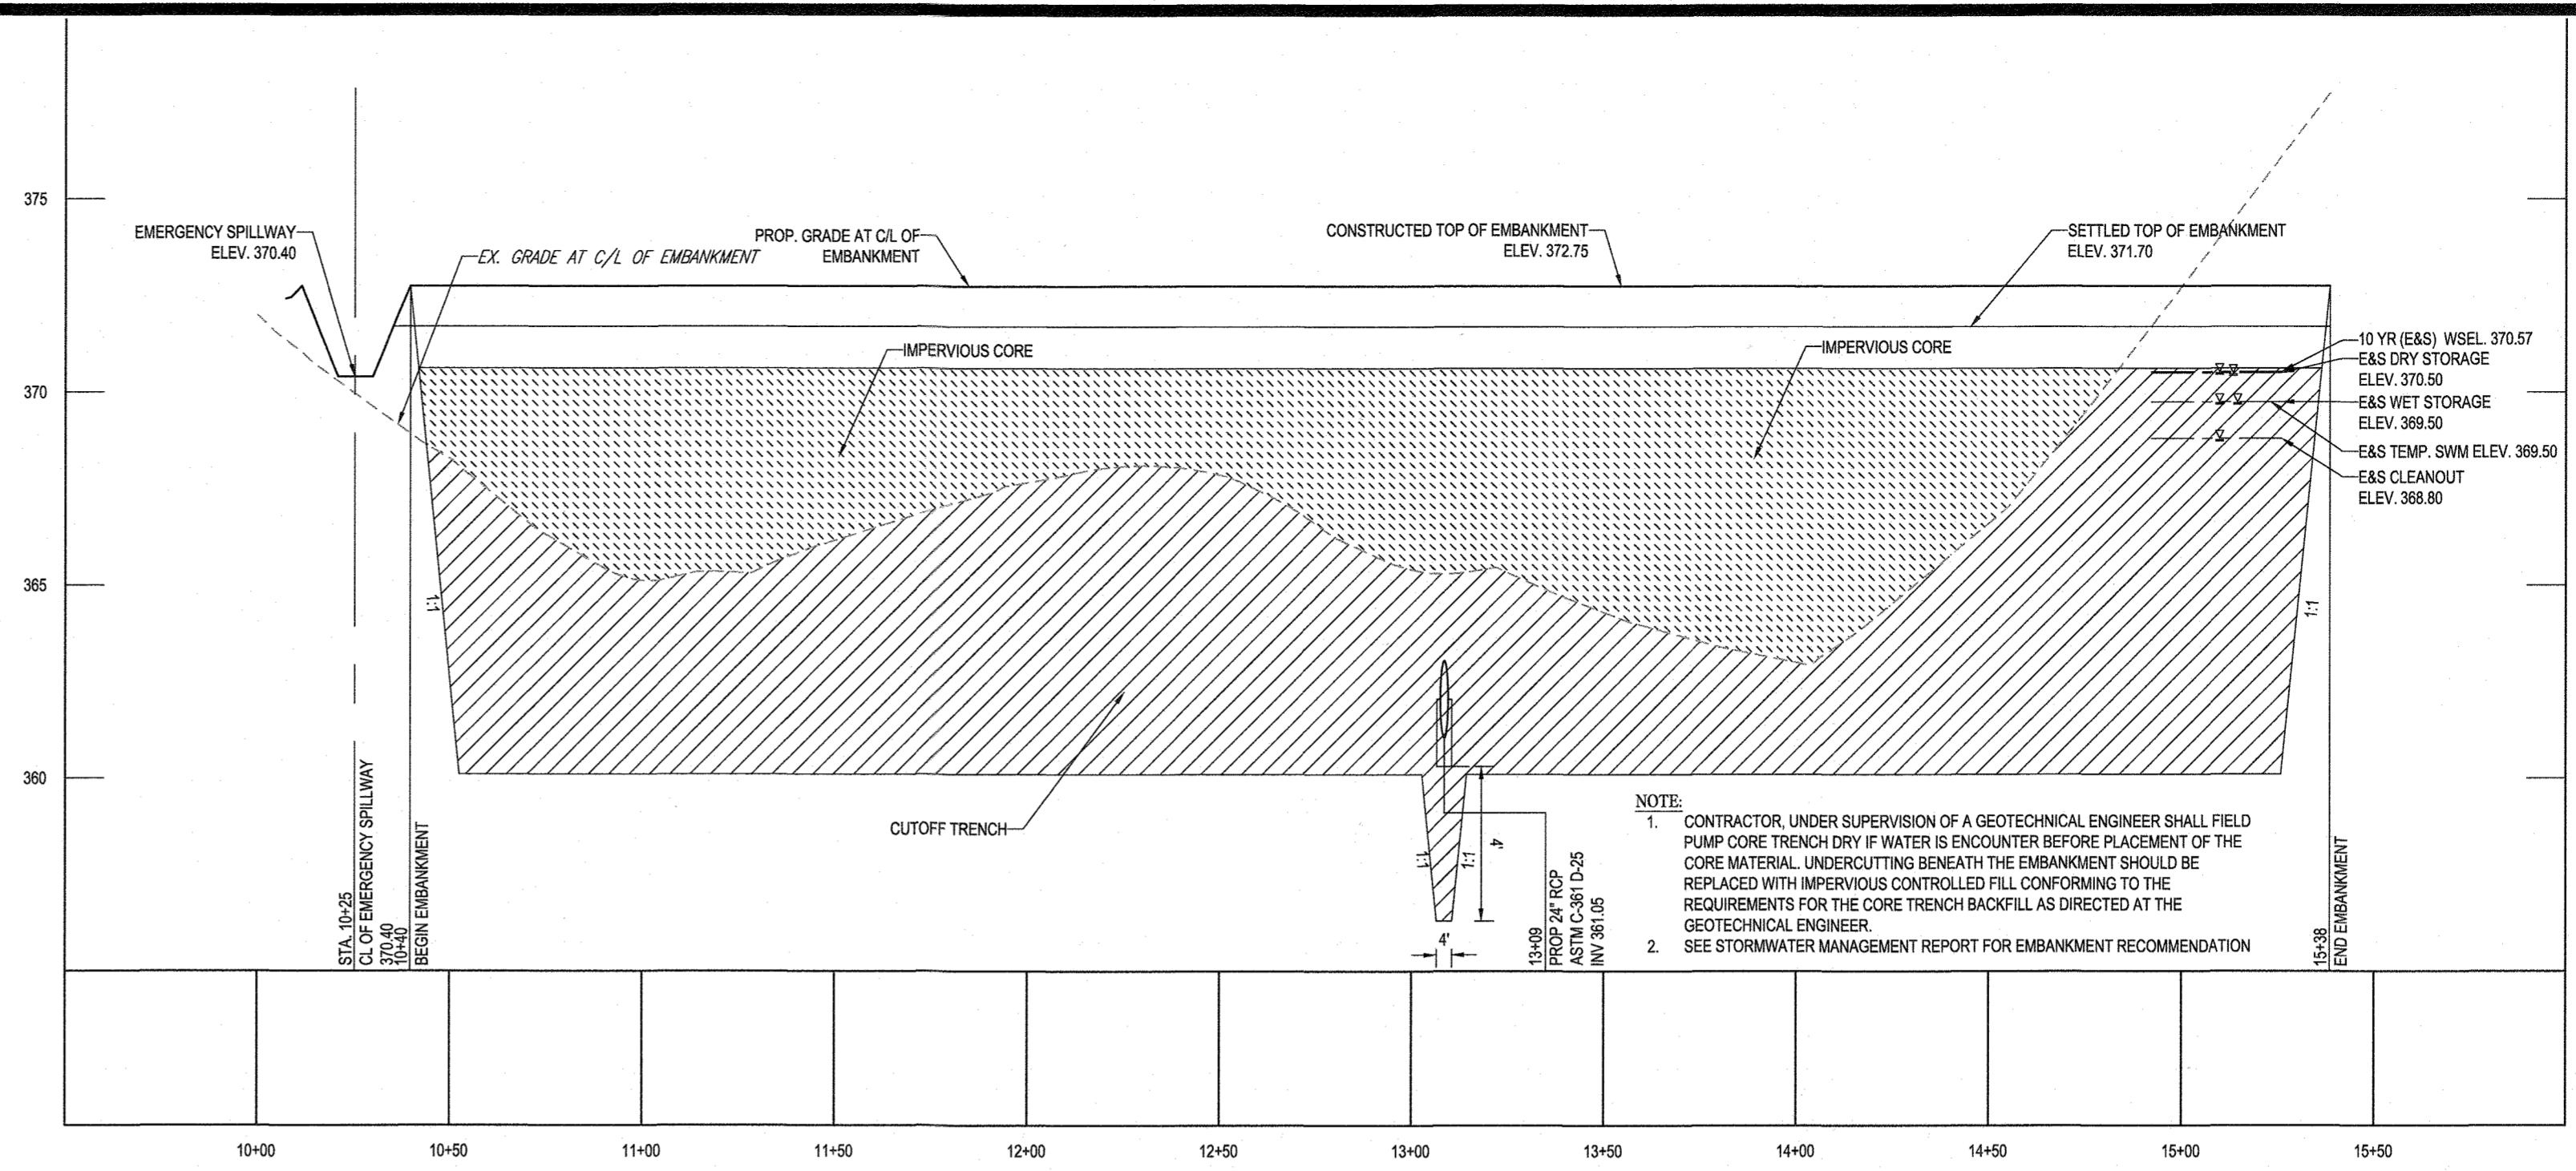 375
370
365
360
EMERGENCY SPILLWAY
ELEV. 370.40
EX. GRADE AT C/L OF EMBANKMENT
PROP. GRADE AT C/L OF
EMBANKMENT
CONSTRUCTED TOP OF EMBANKMENT
ELEV. 372.75
SETTLED TOP OF EMBANKMENT
ELEV. 371.70
IMPERVIOUS CORE
IMPERVIOUS CORE
10 YR (E&S) WSEL. 370.57
E&S DRY STORAGE
ELEV. 370.50
E&S WET STORAGE
ELEV. 369.50
E&S TEMP. SWM ELEV. 369.50
E&S CLEANOUT
ELEV. 368.80
1:1
1:1
CUTOFF TRENCH
1:1
1:1
4'
4'
STA. 10+25
CL OF EMERGENCY SPILLWAY
370.40
10+40
BEGIN EMBANKMENT
13+09
PROP 24" RCP
ASTM C-361 D-25
INV 361.05
NOTE:
1. CONTRACTOR, UNDER SUPERVISION OF A GEOTECHNICAL ENGINEER SHALL FIELD
PUMP CORE TRENCH DRY IF WATER IS ENCOUNTER BEFORE PLACEMENT OF THE
CORE MATERIAL. UNDERCUTTING BENEATH THE EMBANKMENT SHOULD BE
REPLACED WITH IMPERVIOUS CONTROLLED FILL CONFORMING TO THE
REQUIREMENTS FOR THE CORE TRENCH BACKFILL AS DIRECTED AT THE
GEOTECHNICAL ENGINEER.
2. SEE STORMWATER MANAGEMENT REPORT FOR EMBANKMENT RECOMMENDATION
15+38
END EMBANKMENT
10+00
10+50
11+00
11+50
12+00
12+50
13+00
13+50
14+00
14+50
15+00
15+50